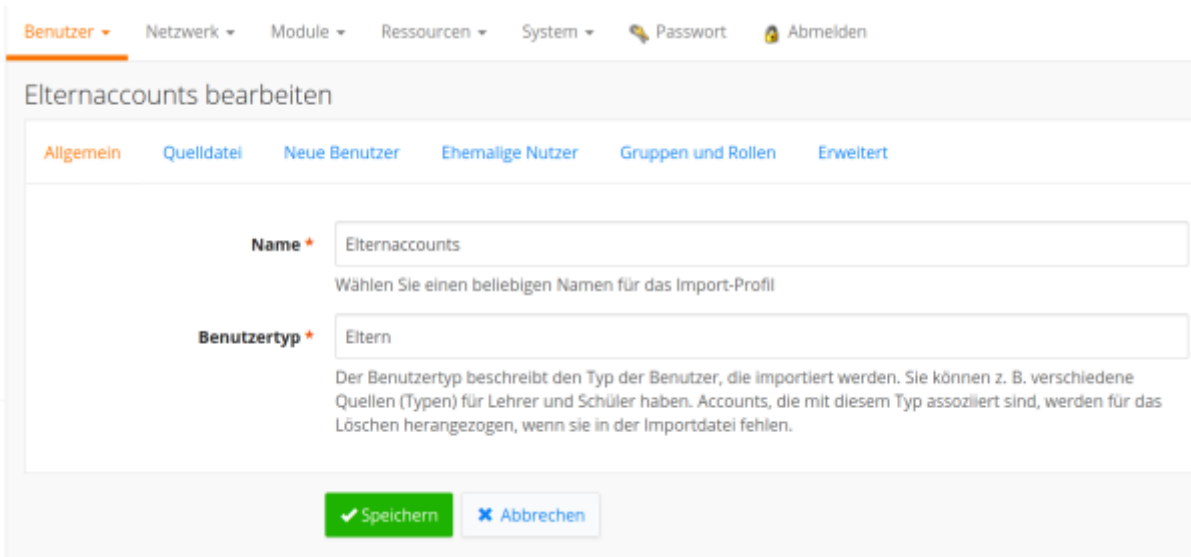 Benutzer Netzwerk Module Ressourcen System Passwort Abmelden
Elternaccounts bearbeiten
Allgemein Quelldatei Neue Benutzer Ehemalige Nutzer Gruppen und Rollen Erweitert
Name * Elternaccounts
Wählen Sie einen beliebigen Namen für das Import-Profil
Benutzertyp * Eltern
Der Benutzertyp beschreibt den Typ der Benutzer, die importiert werden. Sie können z. B. verschiedene
Quellen (Typen) für Lehrer und Schüler haben. Accounts, die mit diesem Typ assoziiert sind, werden für das
Löschen herangezogen, wenn sie in der Importdatei fehlen.
Speichern Abbrechen